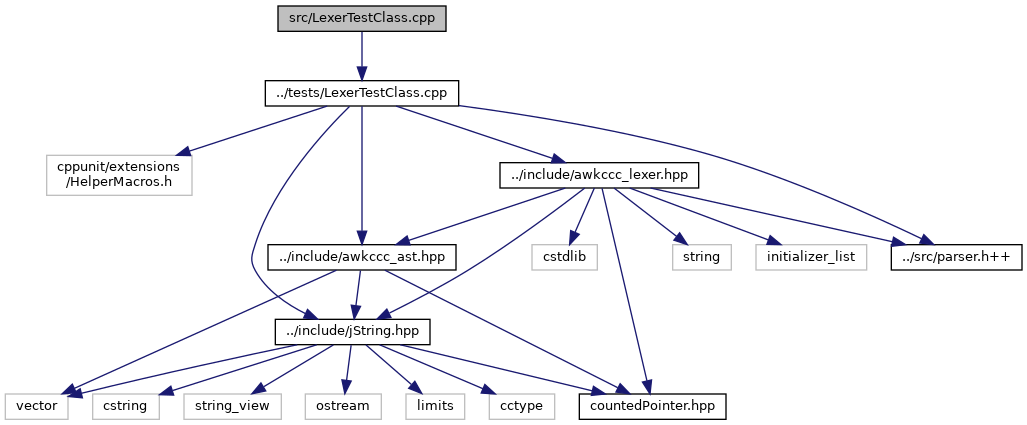 src/LexerTestClass.cpp
../tests/LexerTestClass.cpp
cppunit/extensions
/HelperMacros.h
../include/awkccc_lexer.hpp
../include/awkccc_ast.hpp
cstdlib
string
initializer_list
../src/parser.h++
../include/jString.hpp
vector
cstring
string_view
ostream
limits
cctype
countedPointer.hpp